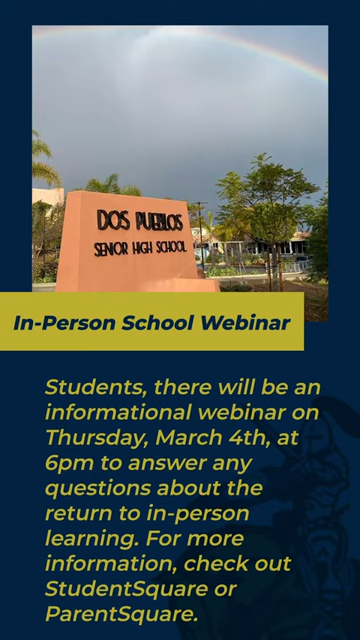 DOS PUEBLOS
SENIOR HIGH SCHOOL
In-Person School Webinar
Students, there will be an
informational webinar on
Thursday, March 4th, at
6pm to answer any
questions about the
return to in-person
learning. For more
information, check out
StudentSquare or
ParentSquare.